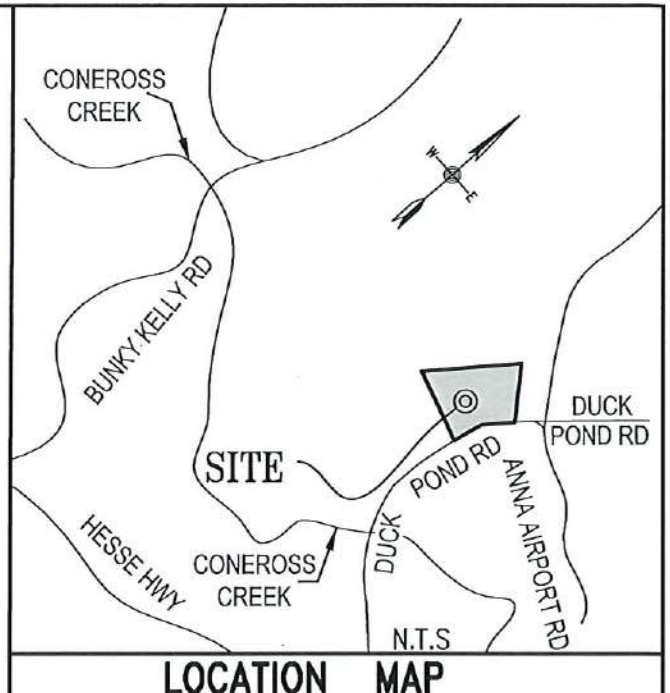 CONEROSS
CREEK
W
E
BUNKY KELLY RD
DUCK
POND RD
SITE
POND RD
ANNA AIRPORT RD
HESSE HWY
DUCK
CONEROSS
CREEK
N.T.S
LOCATION MAP